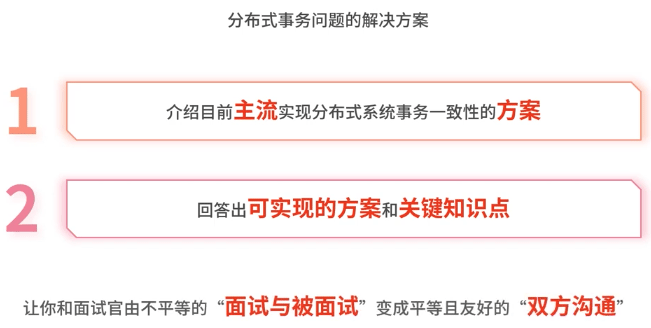 分布式事务问题的解决方案
1
介绍目前主流实现分布式系统事务一致性的方案
2
回答出可实现的方案和关键知识点
让你和面试官由不平等的“面试与被面试”变成平等且友好的“双方沟通”